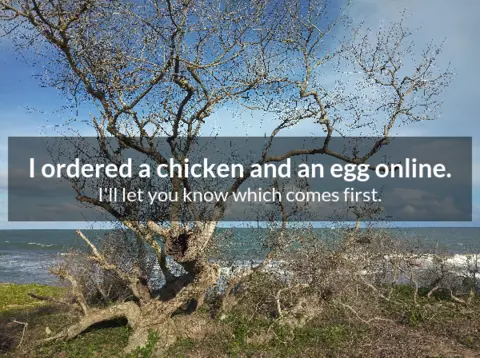 I ordered a chicken and an egg online.
I'll let you know which comes first.